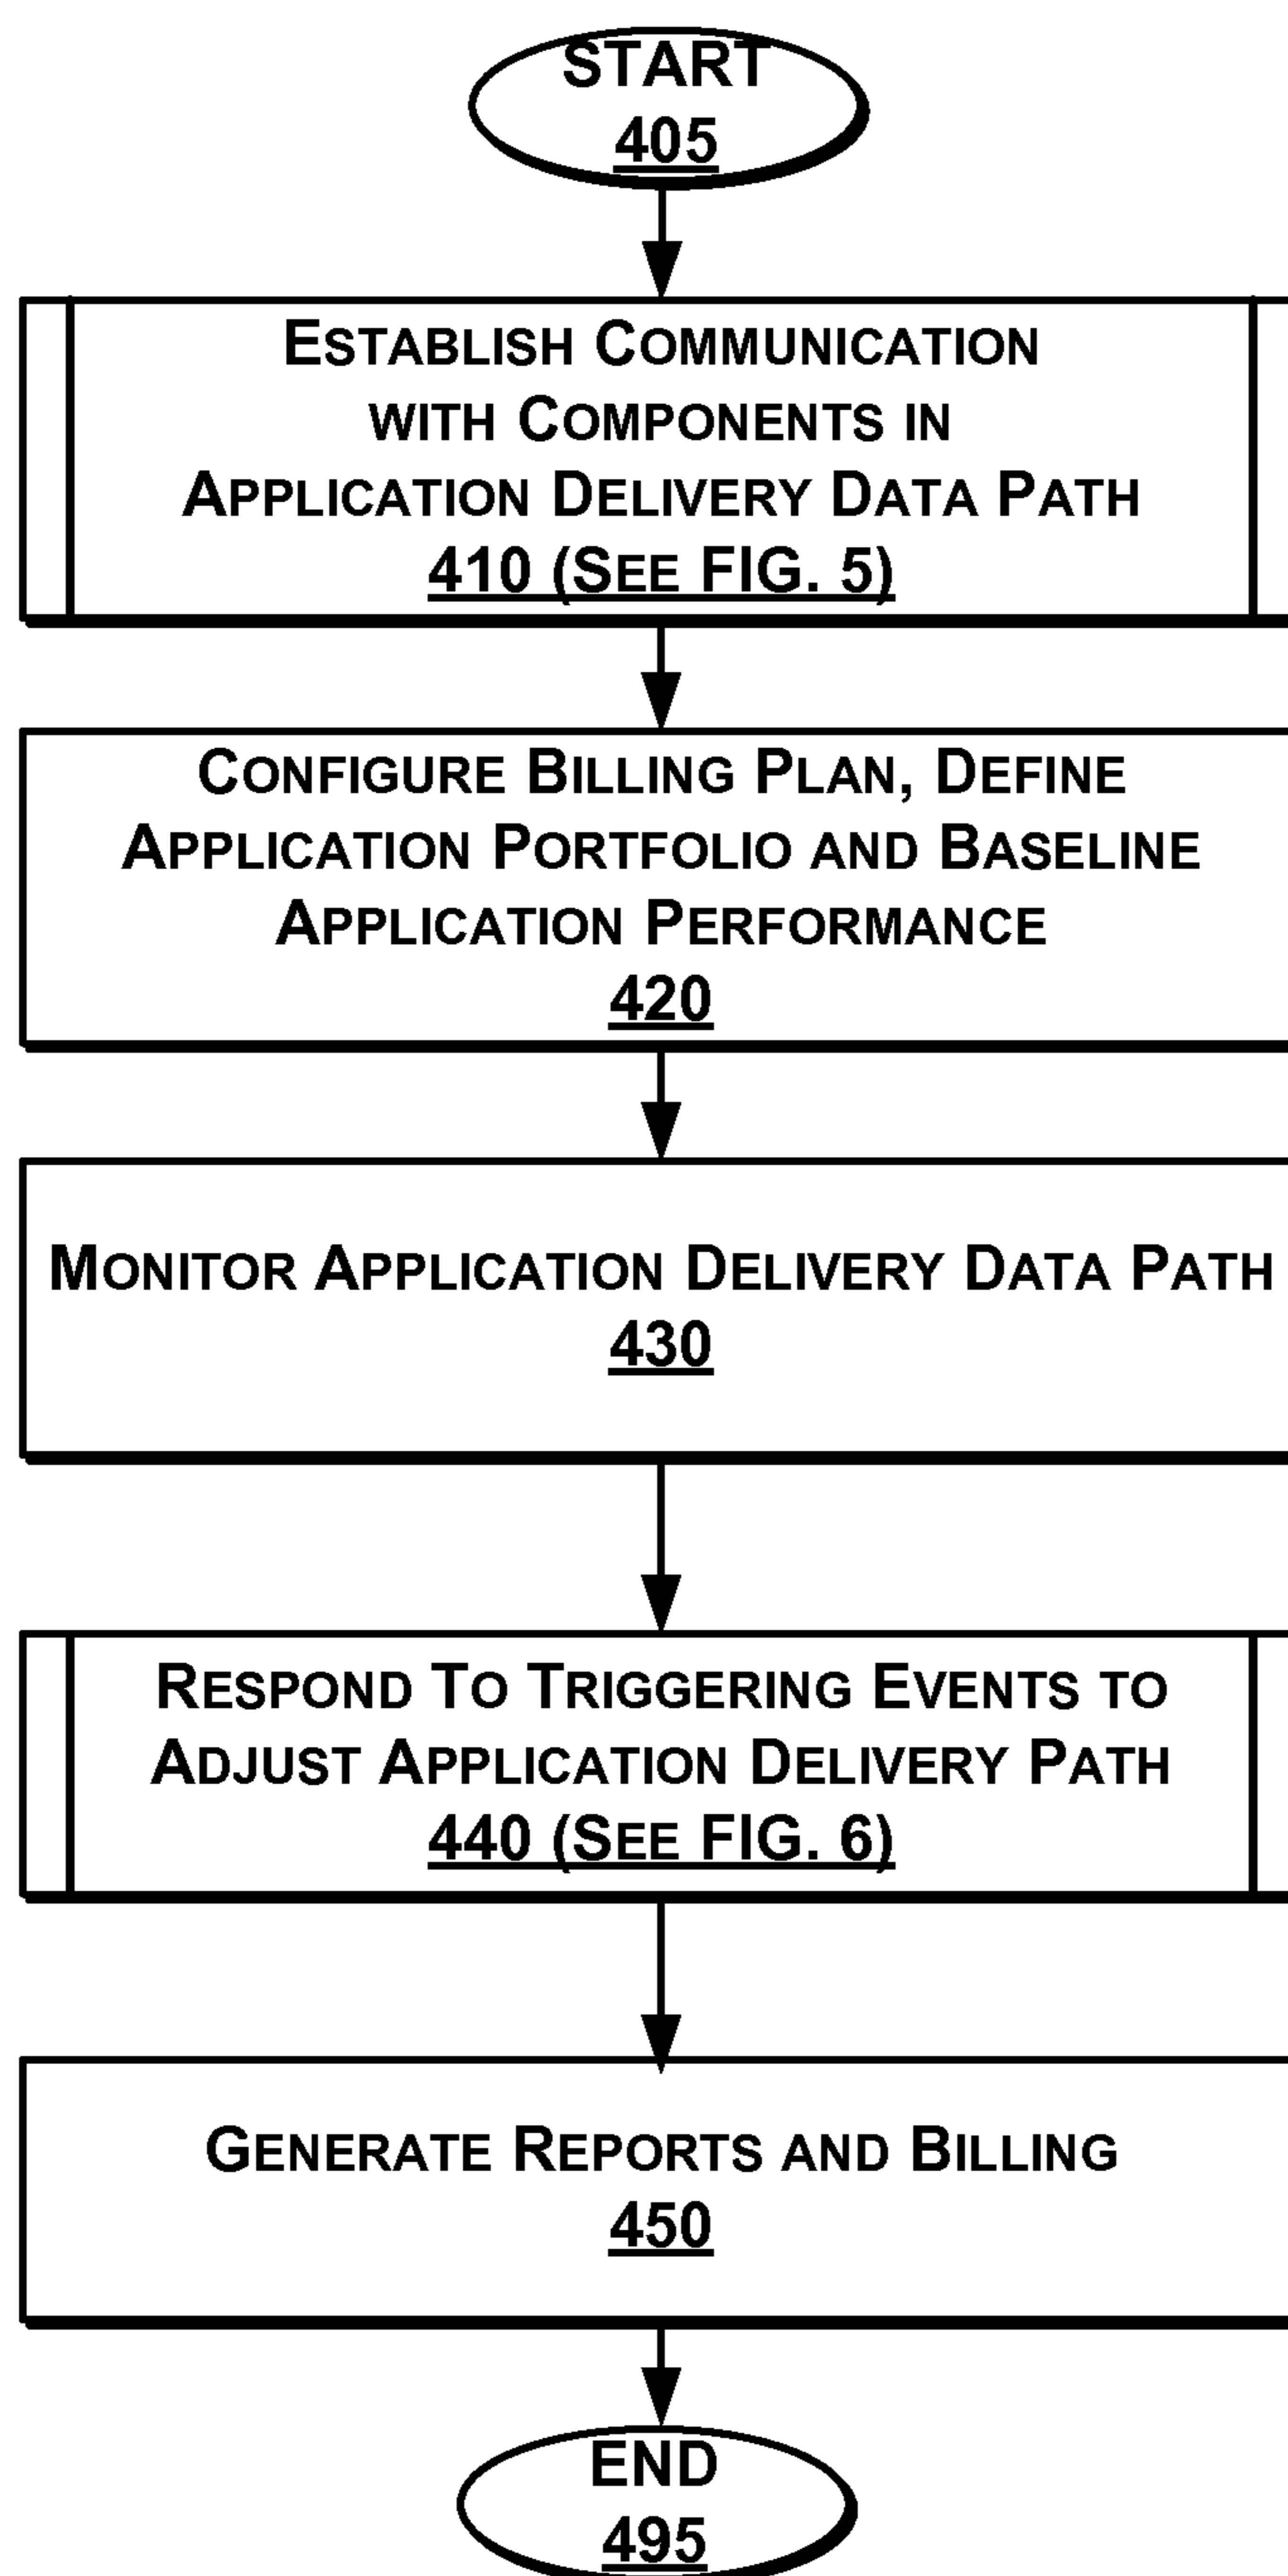 START
405
ESTABLISH COMMUNICATION
WITH COMPONENTS IN
APPLICATION DELIVERY DATA PATH
410 (SEE FIG. 5)
CONFIGURE BILLING PLAN, DEFINE
APPLICATION PORTFOLIO AND BASELINE
APPLICATION PERFORMANCE
420
MONITOR APPLICATION DELIVERY DATA PATH
430
RESPOND TO TRIGGERING EVENTS TO
ADJUST APPLICATION DELIVERY PATH
440 (SEE FIG. 6)
GENERATE REPORTS AND BILLING
450
END
495